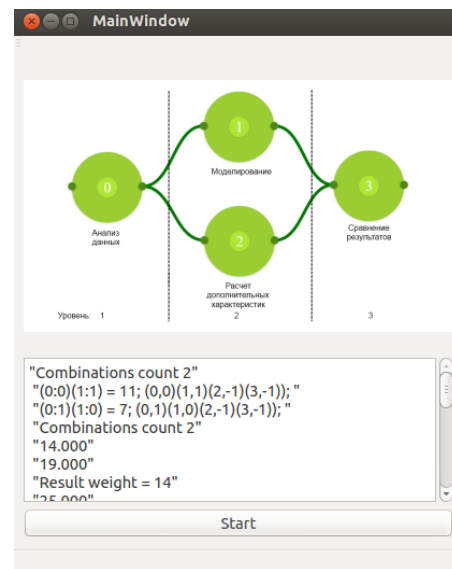 MainWindow
1
Моделирование
0
3
Анализ
данных
Сравнение
результатов
2
Расчет
дополнительных
характеристик
Уровень: 1
2
3
"Combinations count 2"
"(0:0)(1:1) = 11; (0,0)(1,1)(2,-1)(3,-1)); "
"(0:1)(1:0) = 7; (0,1)(1,0)(2,-1)(3,-1)); "
"Combinations count 2"
"14.000"
"19.000"
"Result weight = 14"
"25.000"
Start